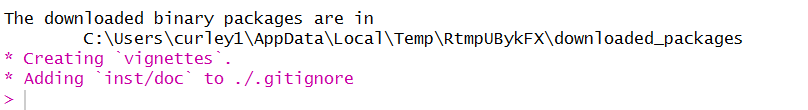 The downloaded binary packages are in
        C:\Users\curley1\AppData\Local\Temp\RtmpUBykFX\downloaded_packages
* Creating `vignettes`.
* Adding `inst/doc` to ./.gitignore
>